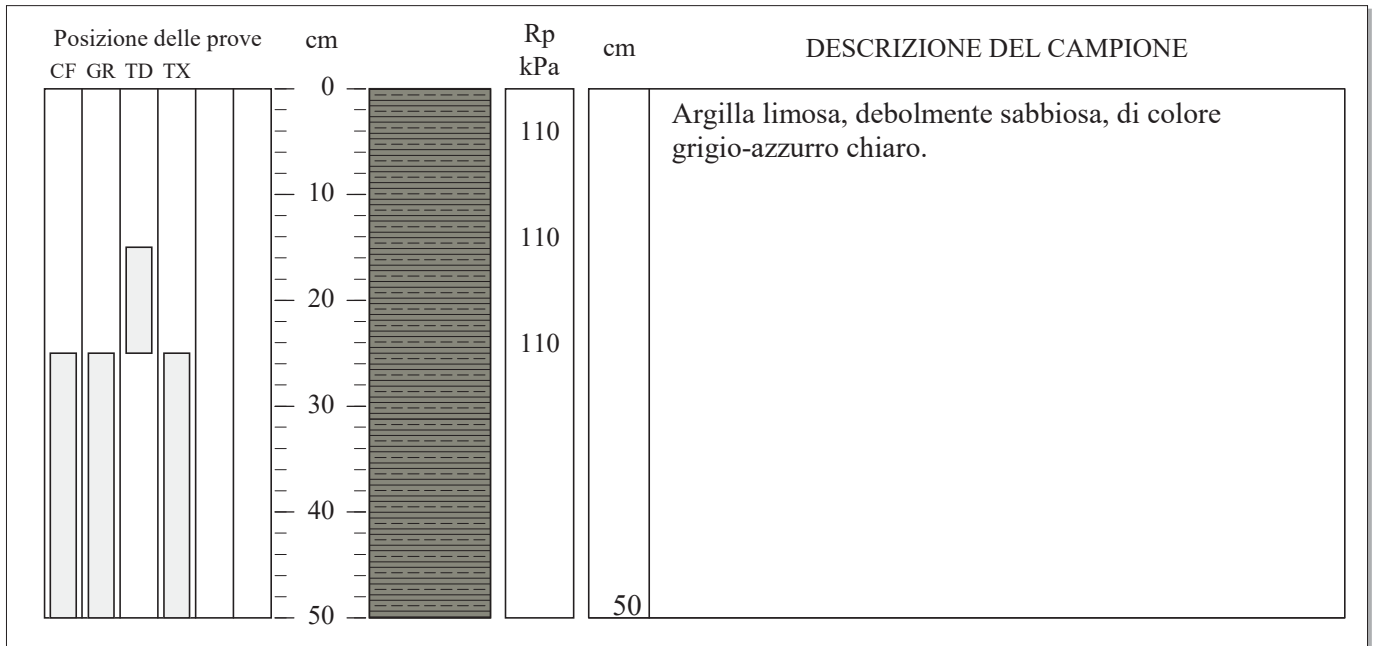 Posizione delle prove cm Rp kPa cm DESCRIZIONE DEL CAMPIONE
CF GR TD TX
0
110
10
110
20
110
30
40
50
50
Argilla limosa, debolmente sabbiosa, di colore
grigio-azzurro chiaro.